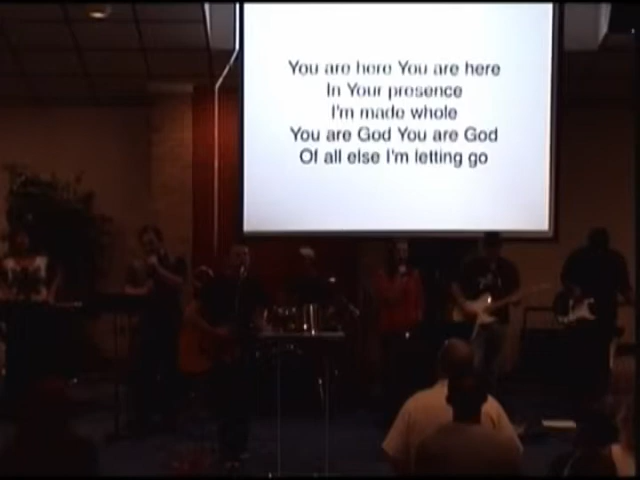 You are here You are here
In Your presence
I'm made whole
You are God You are God
Of all else I'm letting go